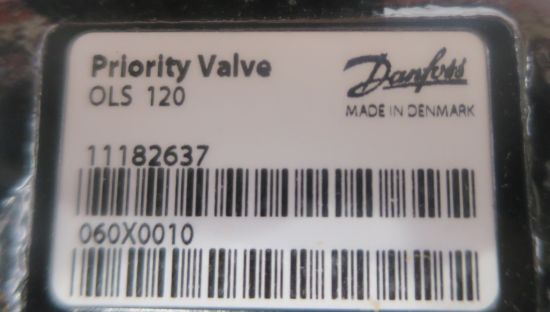 Priority Valve
OLS 120
Danfoss
MADE IN DENMARK
11182637
060X0010